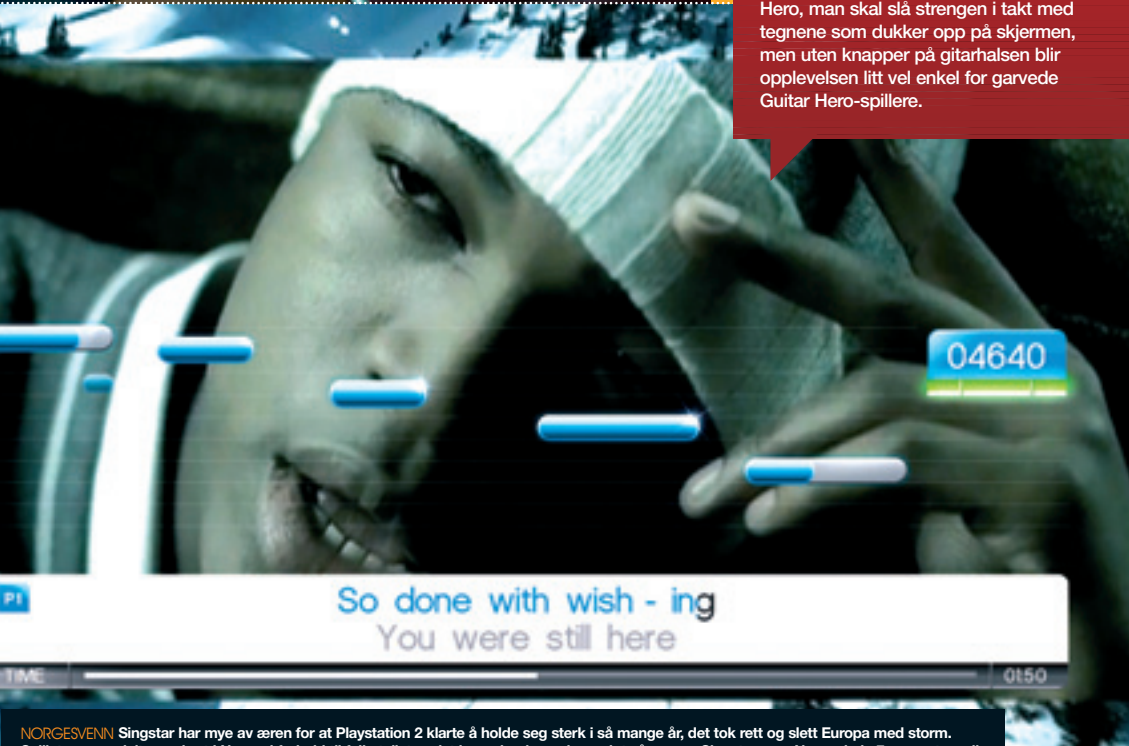 Hero, man skal slå strengen i takt med
tegnene som dukker opp på skjermen,
men uten knapper på gitarhalsen blir
opplevelsen litt vel enkel for garvede
Guitar Hero-spillere.
04640
P1
So done with wish - ing
You were still here
TIME
01:50
NORGESVENN Singstar har mye av æren for at Playstation 2 klarte å holde seg sterk i så mange år, det tok rett og slett Europa med storm.